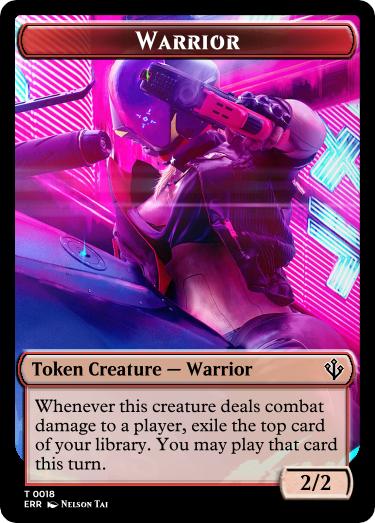 Warrior
Token Creature — Warrior
Whenever this creature deals combat
damage to a player, exile the top card
of your library. You may play that card
this turn.
2/2
T 0018
ERR Nelson Tai